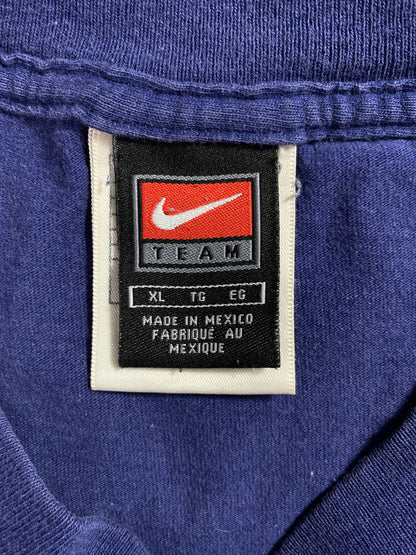 TEAM
XL TG EG
MADE IN MEXICO
FABRIQUÉ AU
MEXIQUE